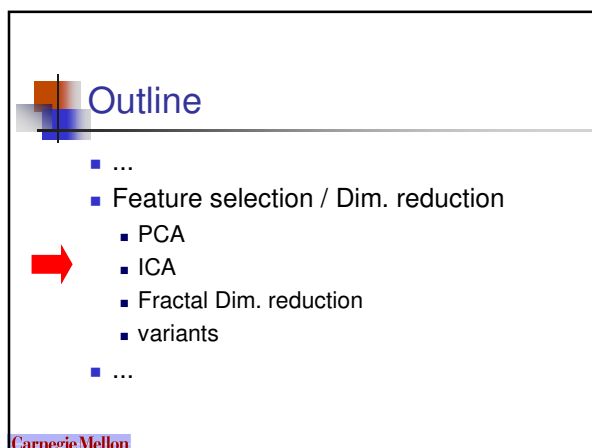 Outline
...
Feature selection / Dim. reduction
PCA
ICA
Fractal Dim. reduction
variants
...
Carnegie Mellon